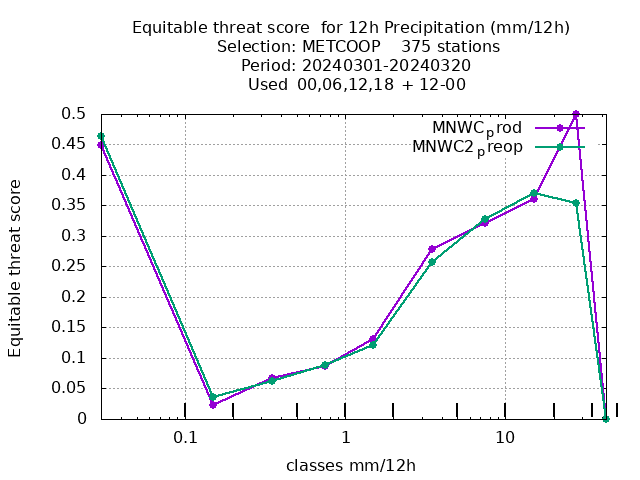 Equitable threat score  for 12h Precipitation (mm/12h)
Selection: METCOOP    375 stations
Period: 20240301-20240320
Used  00,06,12,18  + 12-00
MNWCprod
MNWC2preop
0.5
0.45
0.4
0.35
0.3
0.25
0.2
0.15
0.1
0.05
0
Equitable threat score
0.1
1
10
classes mm/12h